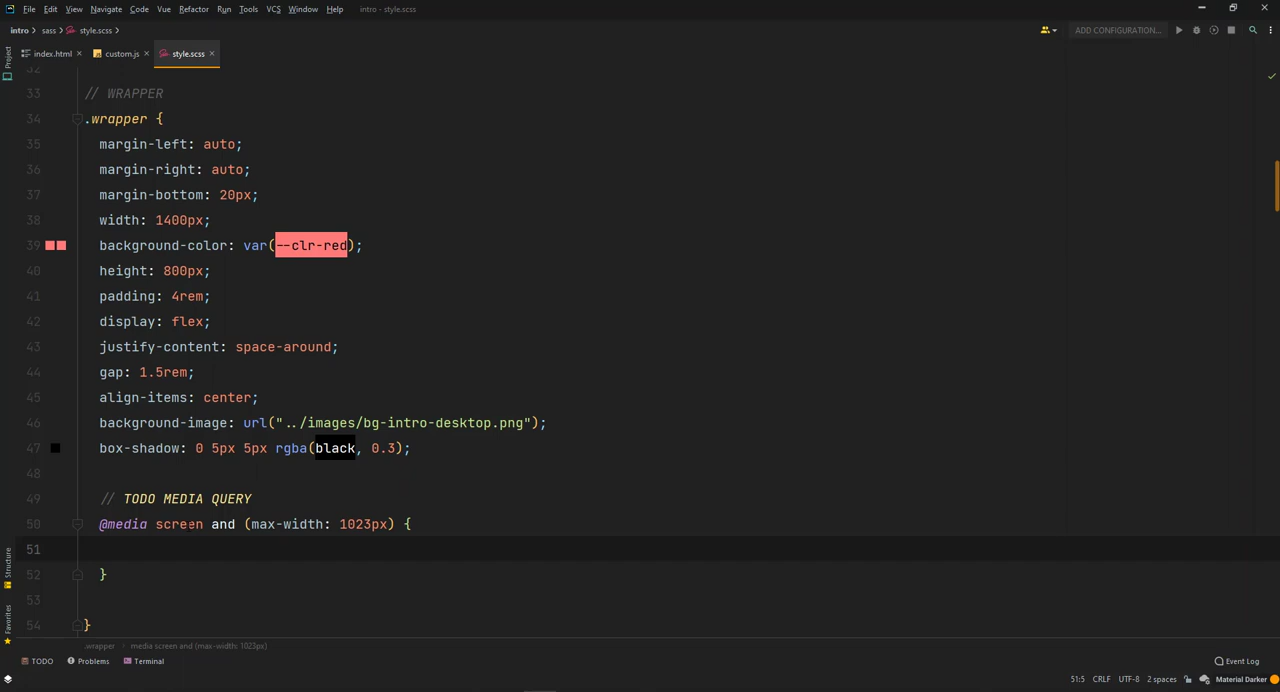 File Edit View Navigate Code Vue Refactor Run Tools VCS Window Help intro - style.scss
intro sass style.scss ADD CONFIGURATION...
Project
index.html custom.js style.scss
32
33 // WRAPPER
34 .wrapper {
35 margin-left: auto;
36 margin-right: auto;
37 margin-bottom: 20px;
38 width: 1400px;
39 background-color: var(--clr-red);
40 height: 800px;
41 padding: 4rem;
42 display: flex;
43 justify-content: space-around;
44 gap: 1.5rem;
45 align-items: center;
46 background-image: url("../images/bg-intro-desktop.png");
47 box-shadow: 0 5px 5px rgba(black, 0.3);
48
49 // TODO MEDIA QUERY
50 @media screen and (max-width: 1023px) {
51
52 }
53
54 }
Structure
Favorites
.wrapper media screen and (max-width: 1023px)
TODO Problems Terminal Event Log
51:5 CRLF UTF-8 2 spaces Material Darker